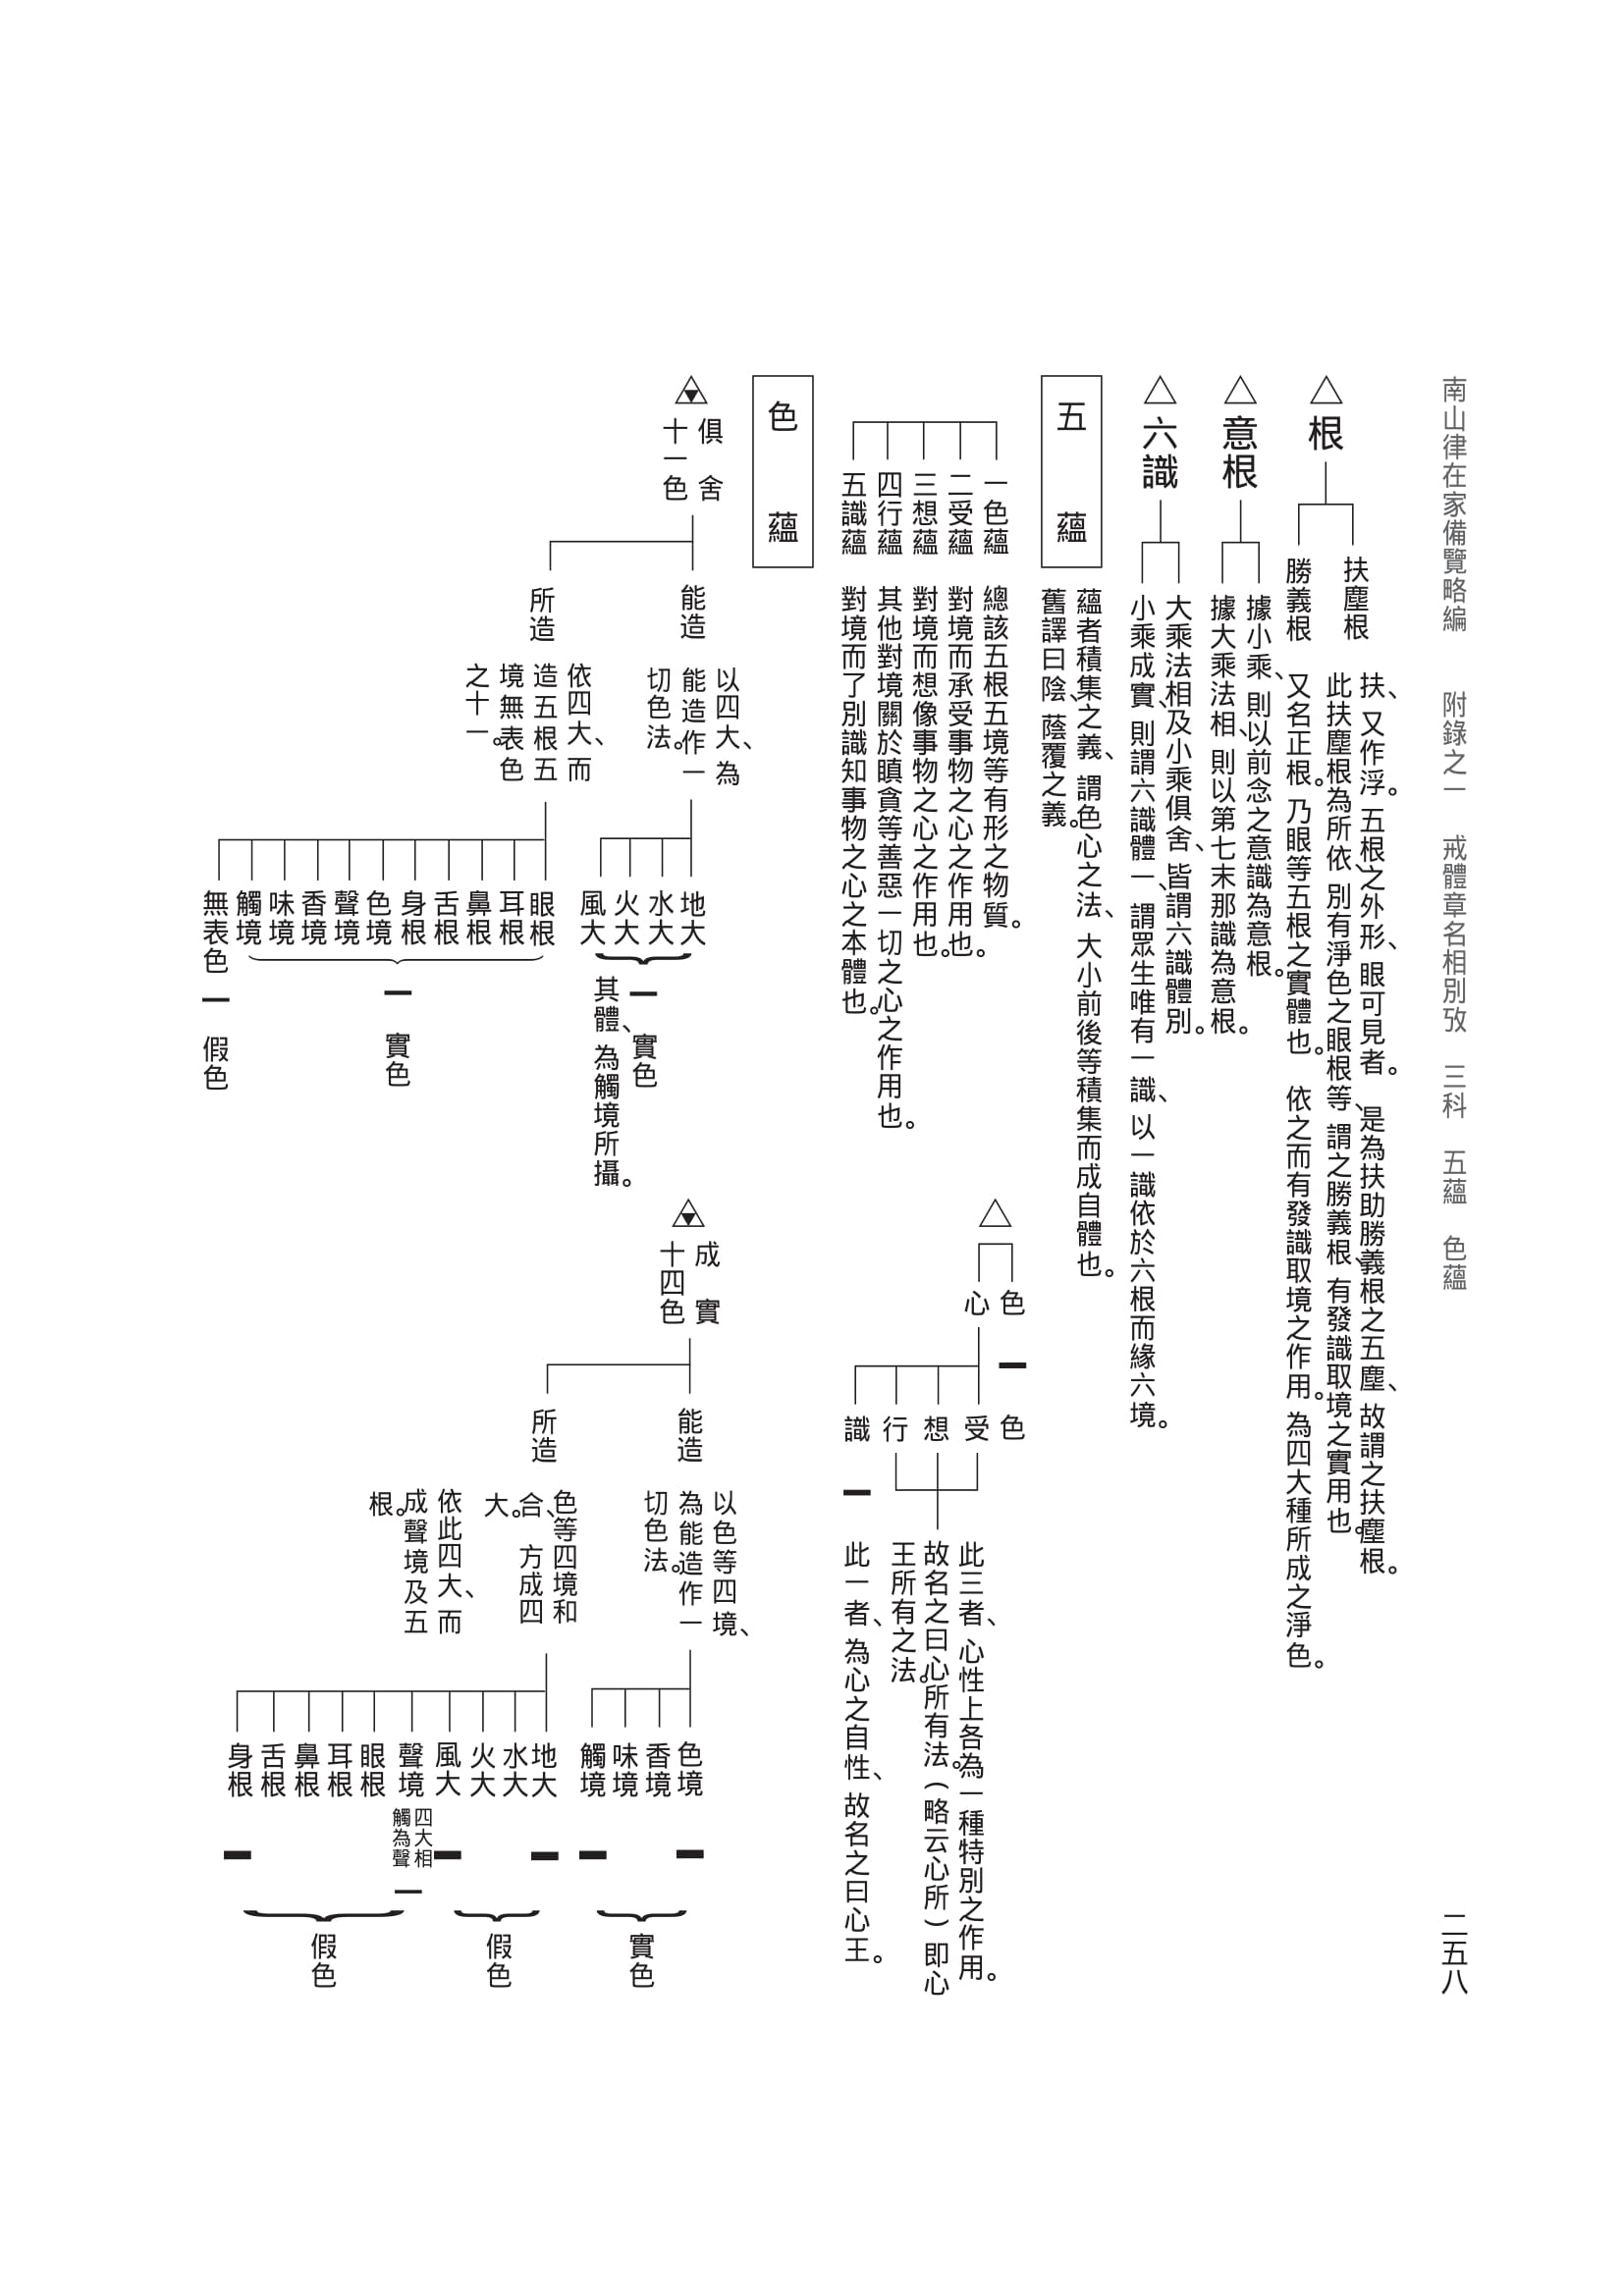 南山律在家備覽略編　附錄之一　戒體章名相別攷　三科　五蘊　色蘊
二五八
△根
扶塵根
扶、又作浮。五根之外形、眼可見者。　是為扶助勝義根之五塵、故謂之扶塵根。
此扶塵根為所依、別有淨色之眼根等、謂之勝義根、有發識取境之實用也。
勝義根　又名正根。乃眼等五根之實體也。　依之而有發識取境之作用。為四大種所成之淨色。
△意根
據小乘、則以前念之意識為意根。
據大乘法相、則以第七末那識為意根。
△六識
大乘法相及小乘俱舍、皆謂六識體別。
小乘成實、則謂六識體一、謂眾生唯有一識、以一識依於六根而緣六境。
五蘊
蘊者積集之義、謂色心之法、大小前後等積集而成自體也。
舊譯曰陰、蔭覆之義。
一色蘊　總該五根五境等有形之物質。
二受蘊　對境而承受事物之心之作用也。
三想蘊　對境而想像事物之心之作用也。
四行蘊　其他對境關於瞋貪等善惡一切之心之作用也。
五識蘊　對境而了別識知事物之心之本體也。
△
色　色
心
受
想
行
識
此三者、心性上各為一種特別之作用。
故名之曰心所有法。(略云心所)即心
王所有之法。
此一者、為心之自性、故名之曰心王。
色蘊
俱舍
十一色
能造
以四大、為
能造作一
切色法。
地大
水大
火大
風大
實色
其體、為觸境所攝。
所造
依四大、而
造五根五
境無表色
之十一。
眼根
耳根
鼻根
舌根
身根
色境
聲境
香境
味境
觸境
實色
無表色　假色
成實
十四色
能造
以色等四境、
為能造作一
切色法。
色境
香境
味境
觸境
實色
所造
色等四境和
合、方成四
大。
依此四大、而
成聲境及五
根。
地大
水大
火大
風大
假色
聲境
四大相
觸為聲
眼根
耳根
鼻根
舌根
身根
假色